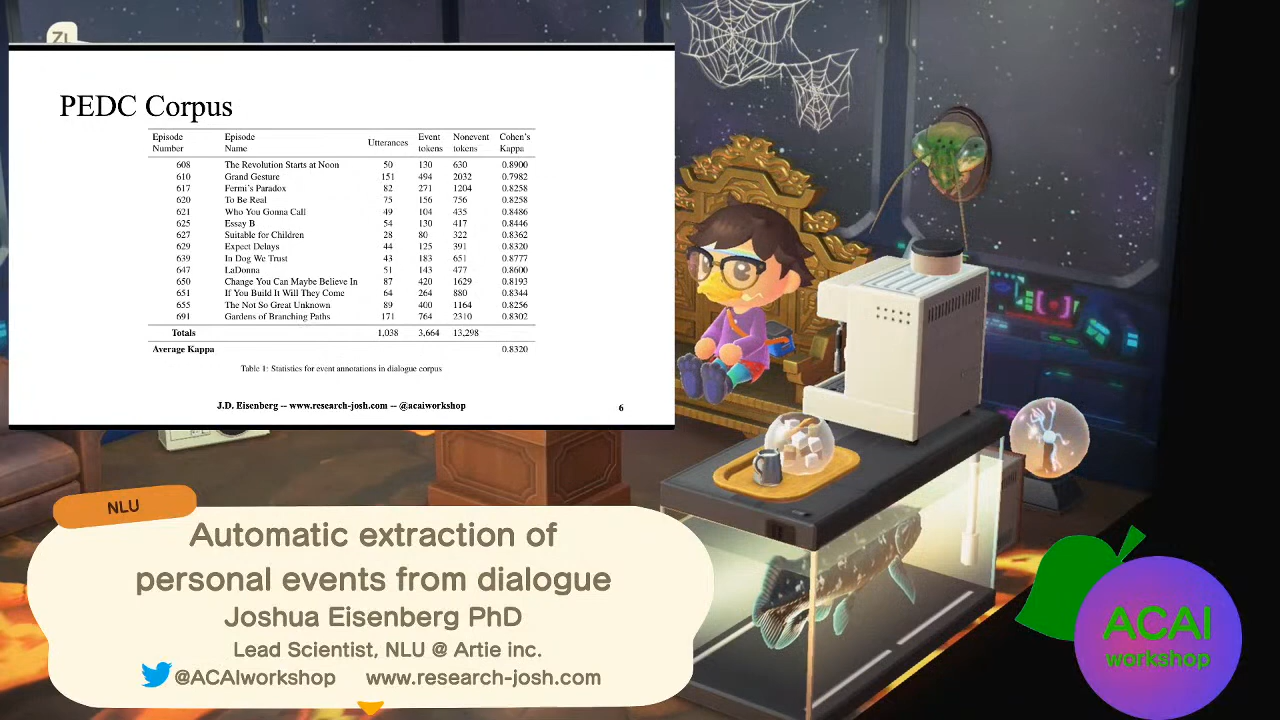 ZL
PEDC Corpus
Episode Number Episode Name Utterances Event tokens Nonevent tokens Cohen's Kappa
608 The Revolution Starts at Noon 50 130 630 0.8900
610 Grand Gesture 151 494 2032 0.7982
617 Fermi's Paradox 82 271 1204 0.8258
620 To Be Real 75 156 756 0.8258
621 Who You Gonna Call 49 104 435 0.8486
625 Essay B 54 130 417 0.8446
627 Suitable for Children 28 80 322 0.8362
629 Expect Delays 44 125 391 0.8320
639 In Dog We Trust 43 183 651 0.8777
647 LaDonna 51 143 477 0.8600
650 Change You Can Maybe Believe In 87 420 1629 0.8193
651 If You Build It Will They Come 64 264 880 0.8344
655 The Not So Great Unknown 89 400 1164 0.8256
691 Gardens of Branching Paths 171 764 2310 0.8302
Totals 1,038 3,664 13,298
Average Kappa 0.8320
Table 1: Statistics for event annotations in dialogue corpus
J.D. Eisenberg -- www.research-josh.com -- @acaiworkshop
6
NLU
Automatic extraction of
personal events from dialogue
Joshua Eisenberg PhD
Lead Scientist, NLU @ Artie inc.
@ACAIworkshop www.research-josh.com
ACAI
workshop